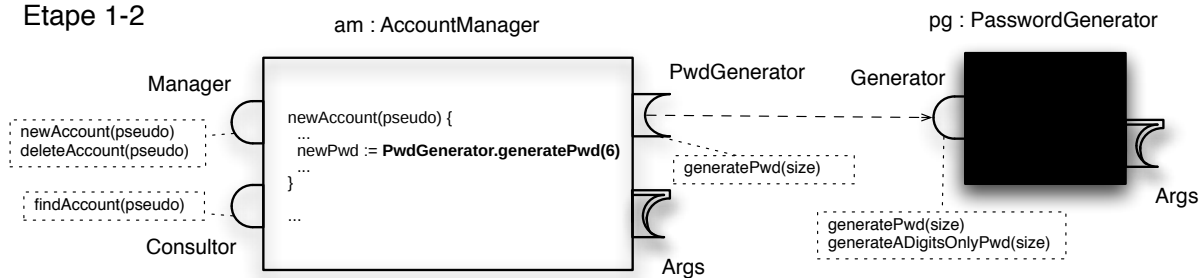 Etape 1-2
am : AccountManager
pg : PasswordGenerator
Manager
PwdGenerator
Generator
newAccount(pseudo)
deleteAccount(pseudo)
newAccount(pseudo) {
...
newPwd := PwdGenerator.generatePwd(6)
...
}
...
generatePwd(size)
findAccount(pseudo)
Consultor
Args
generatePwd(size)
generateADigitsOnlyPwd(size)
Args